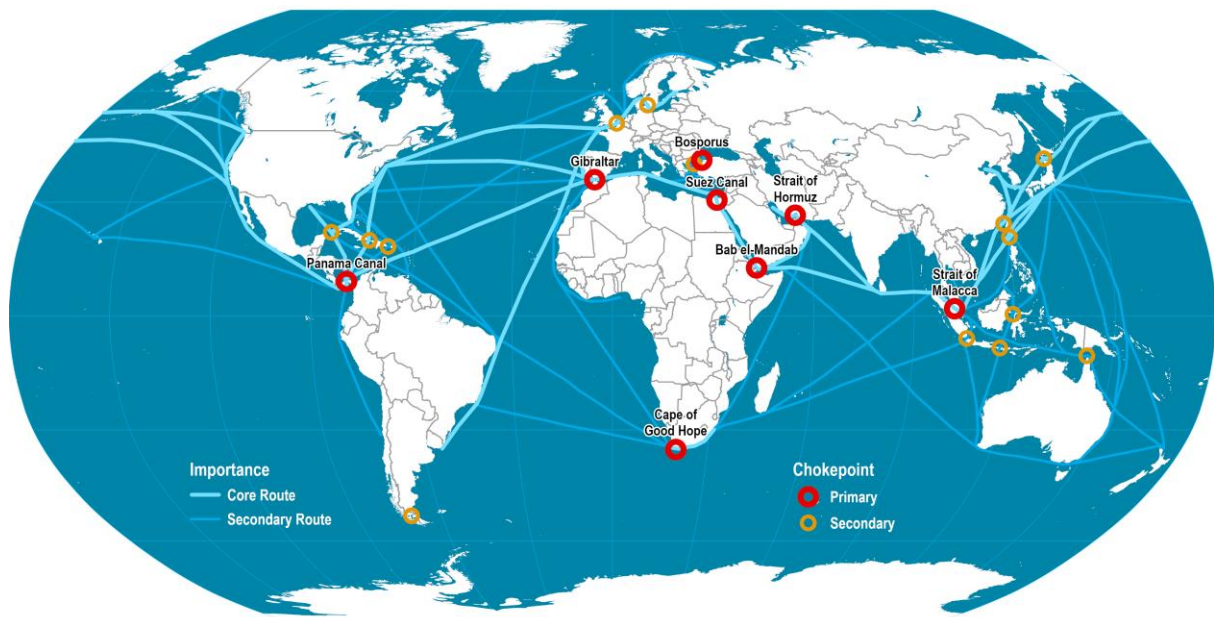 Bosporus
Gibraltar
Suez Canal
Strait of
Hormuz
Bab el-Mandab
Panama Canal
Strait of
Malacca
Cape of
Good Hope
Importance
Core Route
Secondary Route
Chokepoint
Primary
Secondary